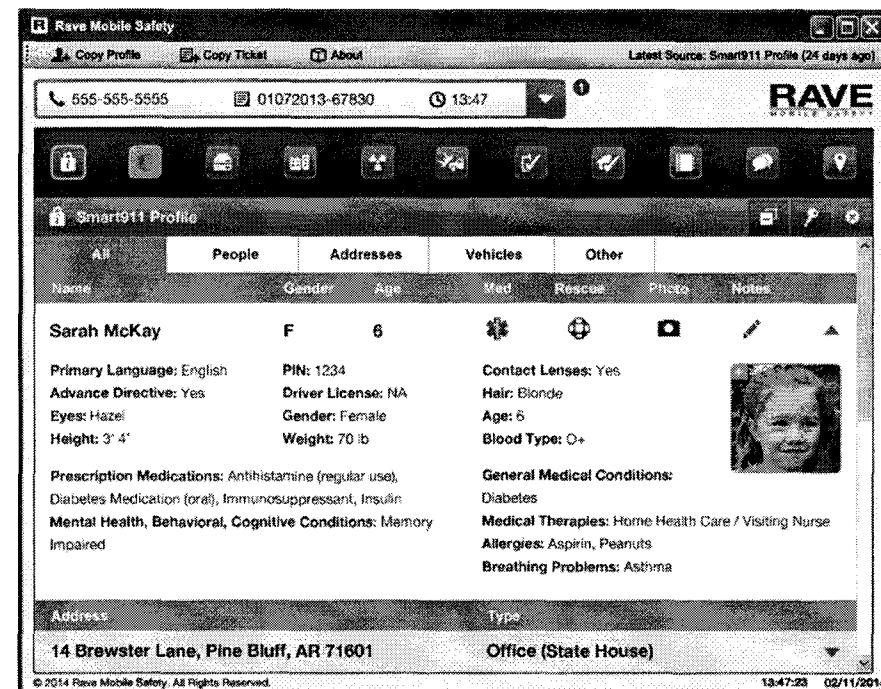 Rave Mobile Safety
Copy Profile Copy Ticket About Latest Source: Smart911 Profile (24 days ago)
555-555-5555 01072013-67830 13:47 1
RAVE
MOBILE SAFETY
Smart911 Profile
All People Addresses Vehicles Other
Name Gender Age Med Rescue Photo Notes
Sarah McKay F 6
Primary Language: English PIN: 1234 Contact Lenses: Yes
Advance Directive: Yes Driver License: NA Hair: Blonde
Eyes: Hazel Gender: Female Age: 6
Height: 3' 4" Weight: 70 lb Blood Type: O+
Prescription Medications: Antihistamine (regular use),
Diabetes Medication (oral), Immunosuppressant, Insulin
Mental Health, Behavioral, Cognitive Conditions: Memory
Impaired
General Medical Conditions:
Diabetes
Medical Therapies: Home Health Care / Visiting Nurse
Allergies: Aspirin, Peanuts
Breathing Problems: Asthma
Address Type
14 Brewster Lane, Pine Bluff, AR 71601 Office (State House)
© 2014 Rave Mobile Safety. All Rights Reserved. 13:47:23 02/11/201